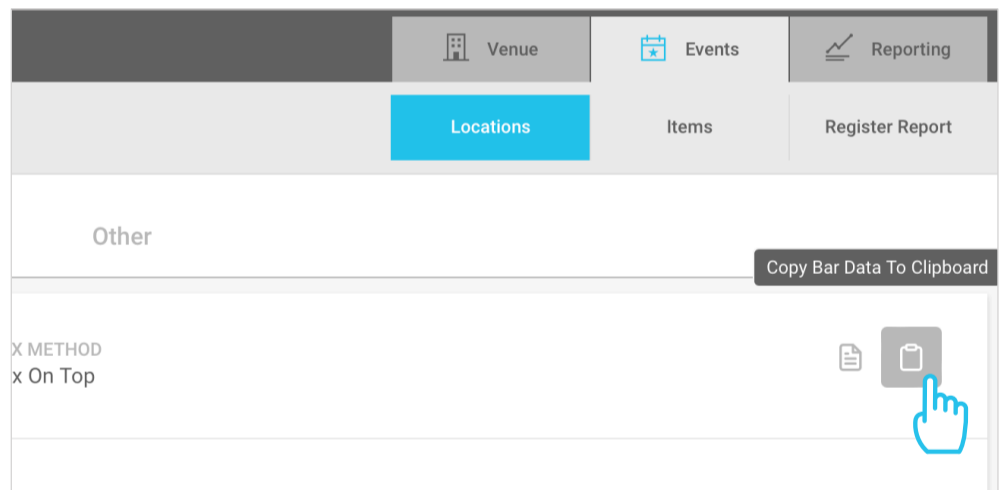 Venue
Events
Reporting
Locations
Items
Register Report
Other
Copy Bar Data To Clipboard
X METHOD
x On Top